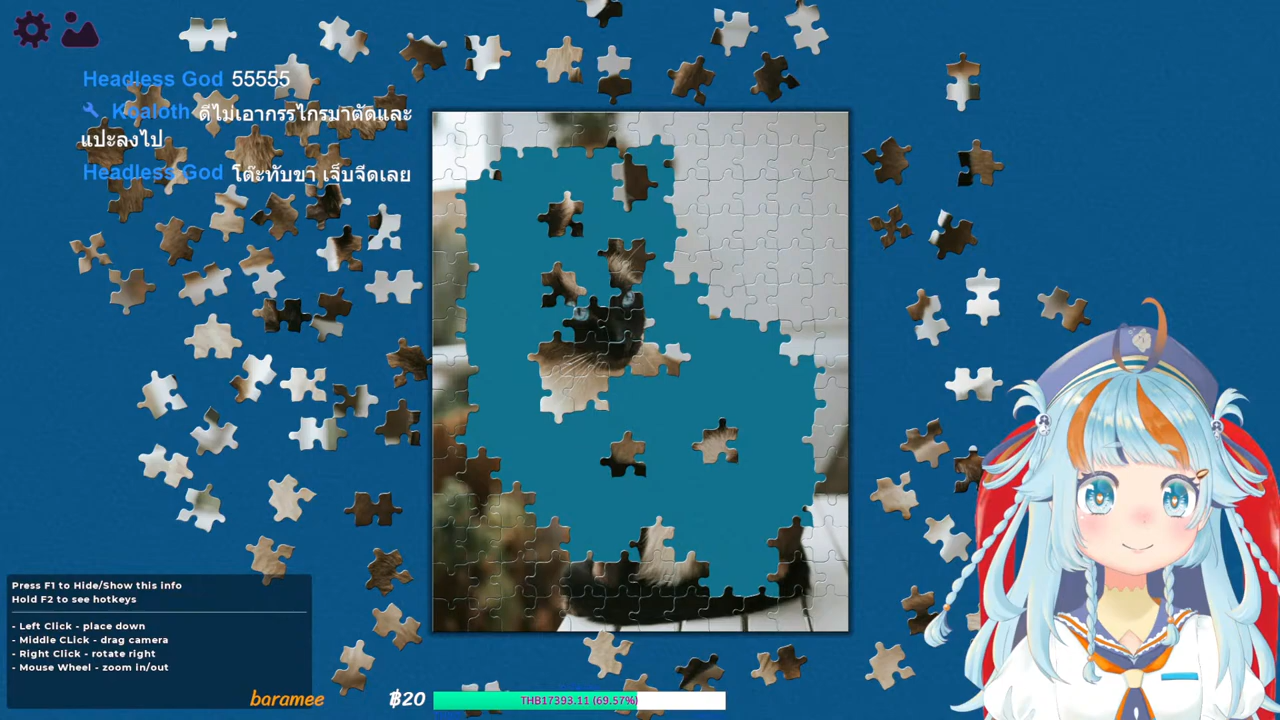 Headless God 55555
Koaloth ดีไม่เอากรรไกรมาตัดและ
แปะลงไป
Headless God โต๊ะทับขา เจ็บจี๊ดเลย
Press F1 to Hide/Show this info
Hold F2 to see hotkeys
- Left Click - place down
- Middle CLick - drag camera
- Right Click - rotate right
- Mouse Wheel - zoom in/out
baramee ฿20 THB17393.11 (69.57%)